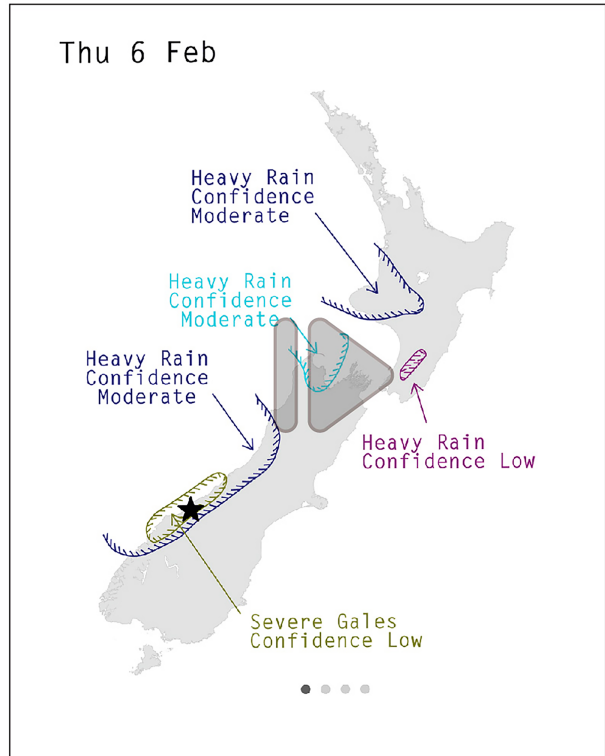 Thu 6 Feb
Heavy Rain
Confidence
Moderate
Heavy Rain
Confidence
Moderate
Heavy Rain
Confidence
Moderate
Heavy Rain
Confidence Low
Severe Gales
Confidence Low